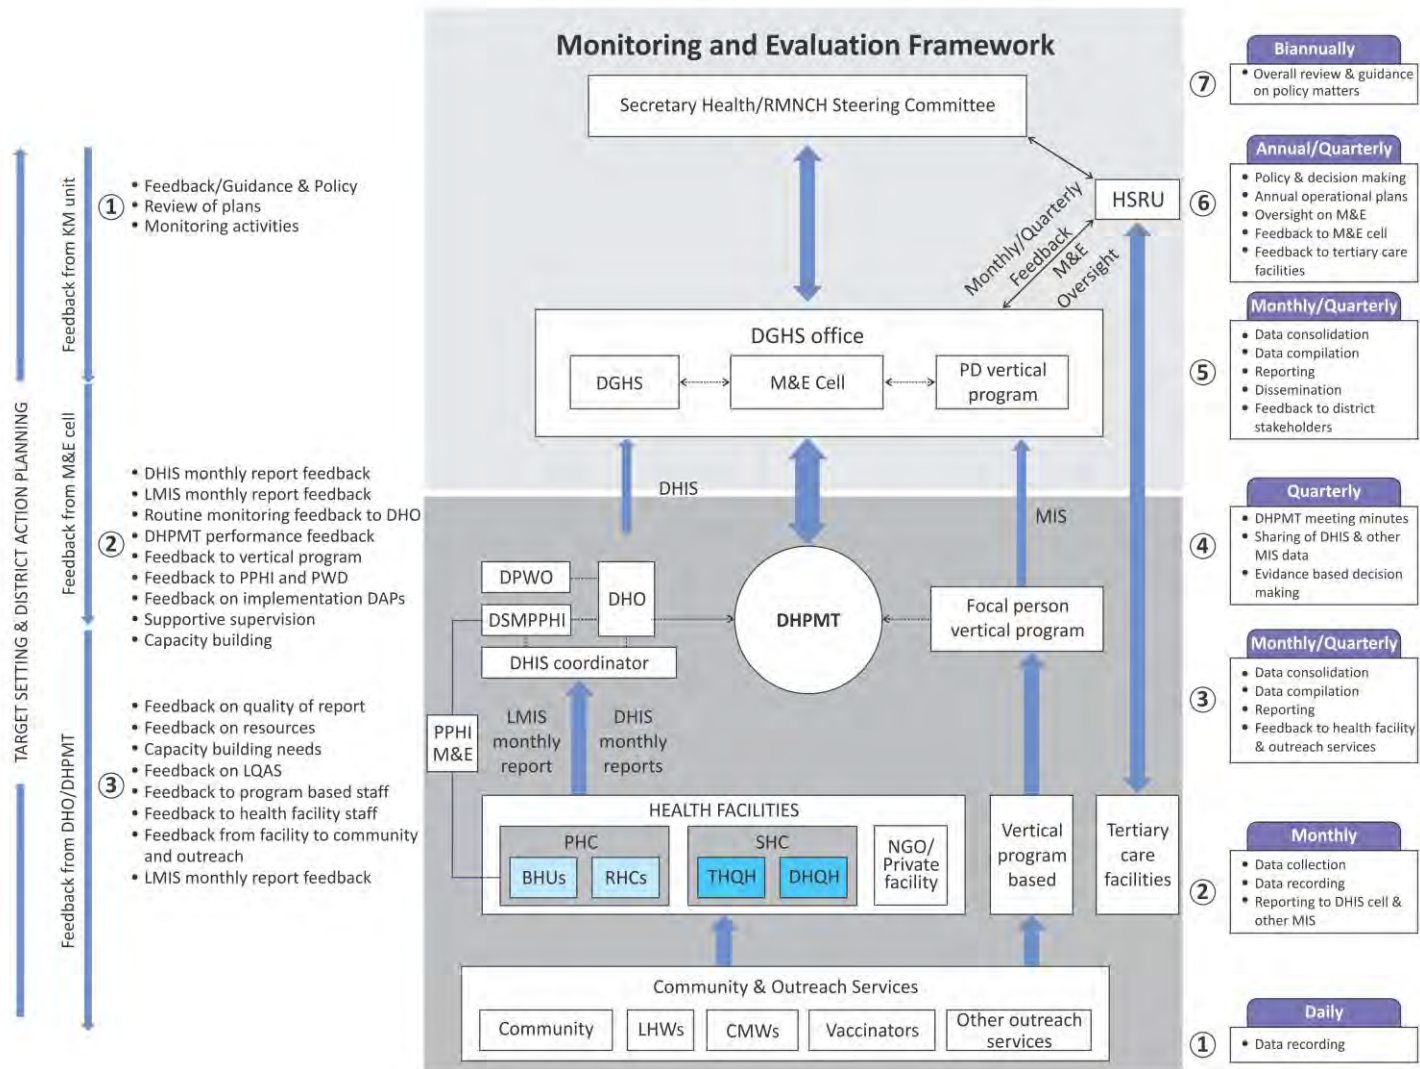 Monitoring and Evaluation Framework
Secretary Health/RMNCH Steering Committee
HSRU
Monthly/Quarterly
Feedback
M&E
Oversight
DGHS office
DGHS
M&E Cell
PD vertical
program
DHIS
MIS
DPWO
DSMPPHI
DHO
DHIS coordinator
DHPMT
Focal person
vertical program
PPHI
M&E
LMIS
monthly
report
DHIS
monthly
reports
HEALTH FACILITIES
PHC
BHUs
RHCs
SHC
THQH
DHQH
NGO/
Private
facility
Vertical
program
based
Tertiary
care
facilities
Community & Outreach Services
Community
LHWs
CMWs
Vaccinators
Other outreach
services
TARGET SETTING & DISTRICT ACTION PLANNING
Feedback from KM unit
1
• Feedback/Guidance & Policy
• Review of plans
• Monitoring activities
Feedback from M&E cell
2
• DHIS monthly report feedback
• LMIS monthly report feedback
• Routine monitoring feedback to DHO
• DHPMT performance feedback
• Feedback to vertical program
• Feedback to PPHI and PWD
• Feedback on implementation DAPs
• Supportive supervision
• Capacity building
Feedback from DHO/DHPMT
3
• Feedback on quality of report
• Feedback on resources
• Capacity building needs
• Feedback on LQAS
• Feedback to program based staff
• Feedback to health facility staff
• Feedback from facility to community
and outreach
• LMIS monthly report feedback
7
Biannually
• Overall review & guidance
on policy matters
6
Annual/Quarterly
• Policy & decision making
• Annual operational plans
• Oversight on M&E
• Feedback to M&E cell
• Feedback to tertiary care
facilities
5
Monthly/Quarterly
• Data consolidation
• Data compilation
• Reporting
• Dissemination
• Feedback to district
stakeholders
4
Quarterly
• DHPMT meeting minutes
• Sharing of DHIS & other
MIS data
• Evidence based decision
making
3
Monthly/Quarterly
• Data consolidation
• Data compilation
• Reporting
• Feedback to health facility
& outreach services
2
Monthly
• Data collection
• Data recording
• Reporting to DHIS cell &
other MIS
1
Daily
• Data recording